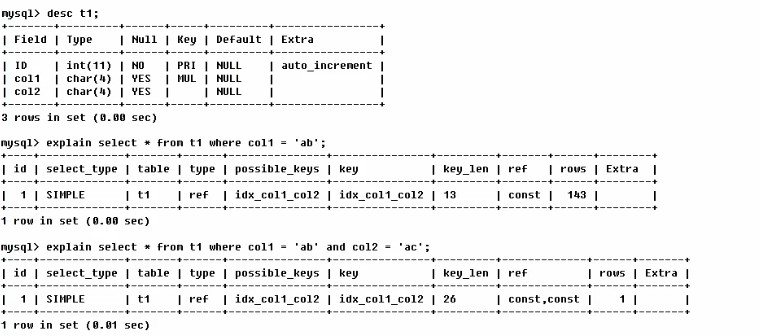 mysql> desc t1;
+-------+---------+------+-----+---------+----------------+
| Field | Type    | Null | Key | Default | Extra          |
+-------+---------+------+-----+---------+----------------+
| ID    | int(11) | NO   | PRI | NULL    | auto_increment |
| col1  | char(4) | YES  | MUL | NULL    |                |
| col2  | char(4) | YES  |     | NULL    |                |
+-------+---------+------+-----+---------+----------------+
3 rows in set (0.00 sec)
mysql> explain select * from t1 where col1 = 'ab';
+----+-------------+-------+------+---------------+---------------+---------+-------+------+-------+
| id | select_type | table | type | possible_keys | key           | key_len | ref   | rows | Extra |
+----+-------------+-------+------+---------------+---------------+---------+-------+------+-------+
| 1 | SIMPLE      | t1    | ref  | idx_col1_col2 | idx_col1_col2 | 13      | const | 143 |       |
+----+-------------+-------+------+---------------+---------------+---------+-------+------+-------+
1 row in set (0.00 sec)
mysql> explain select * from t1 where col1 = 'ab' and col2 = 'ac';
+----+-------------+-------+------+---------------+---------------+---------+-------------+------+-------+
| id | select_type | table | type | possible_keys | key           | key_len | ref         | rows | Extra |
+----+-------------+-------+------+---------------+---------------+---------+-------------+------+-------+
| 1 | SIMPLE      | t1    | ref  | idx_col1_col2 | idx_col1_col2 | 26      | const,const | 1 |       |
+----+-------------+-------+------+---------------+---------------+---------+-------------+------+-------+
1 row in set (0.01 sec)